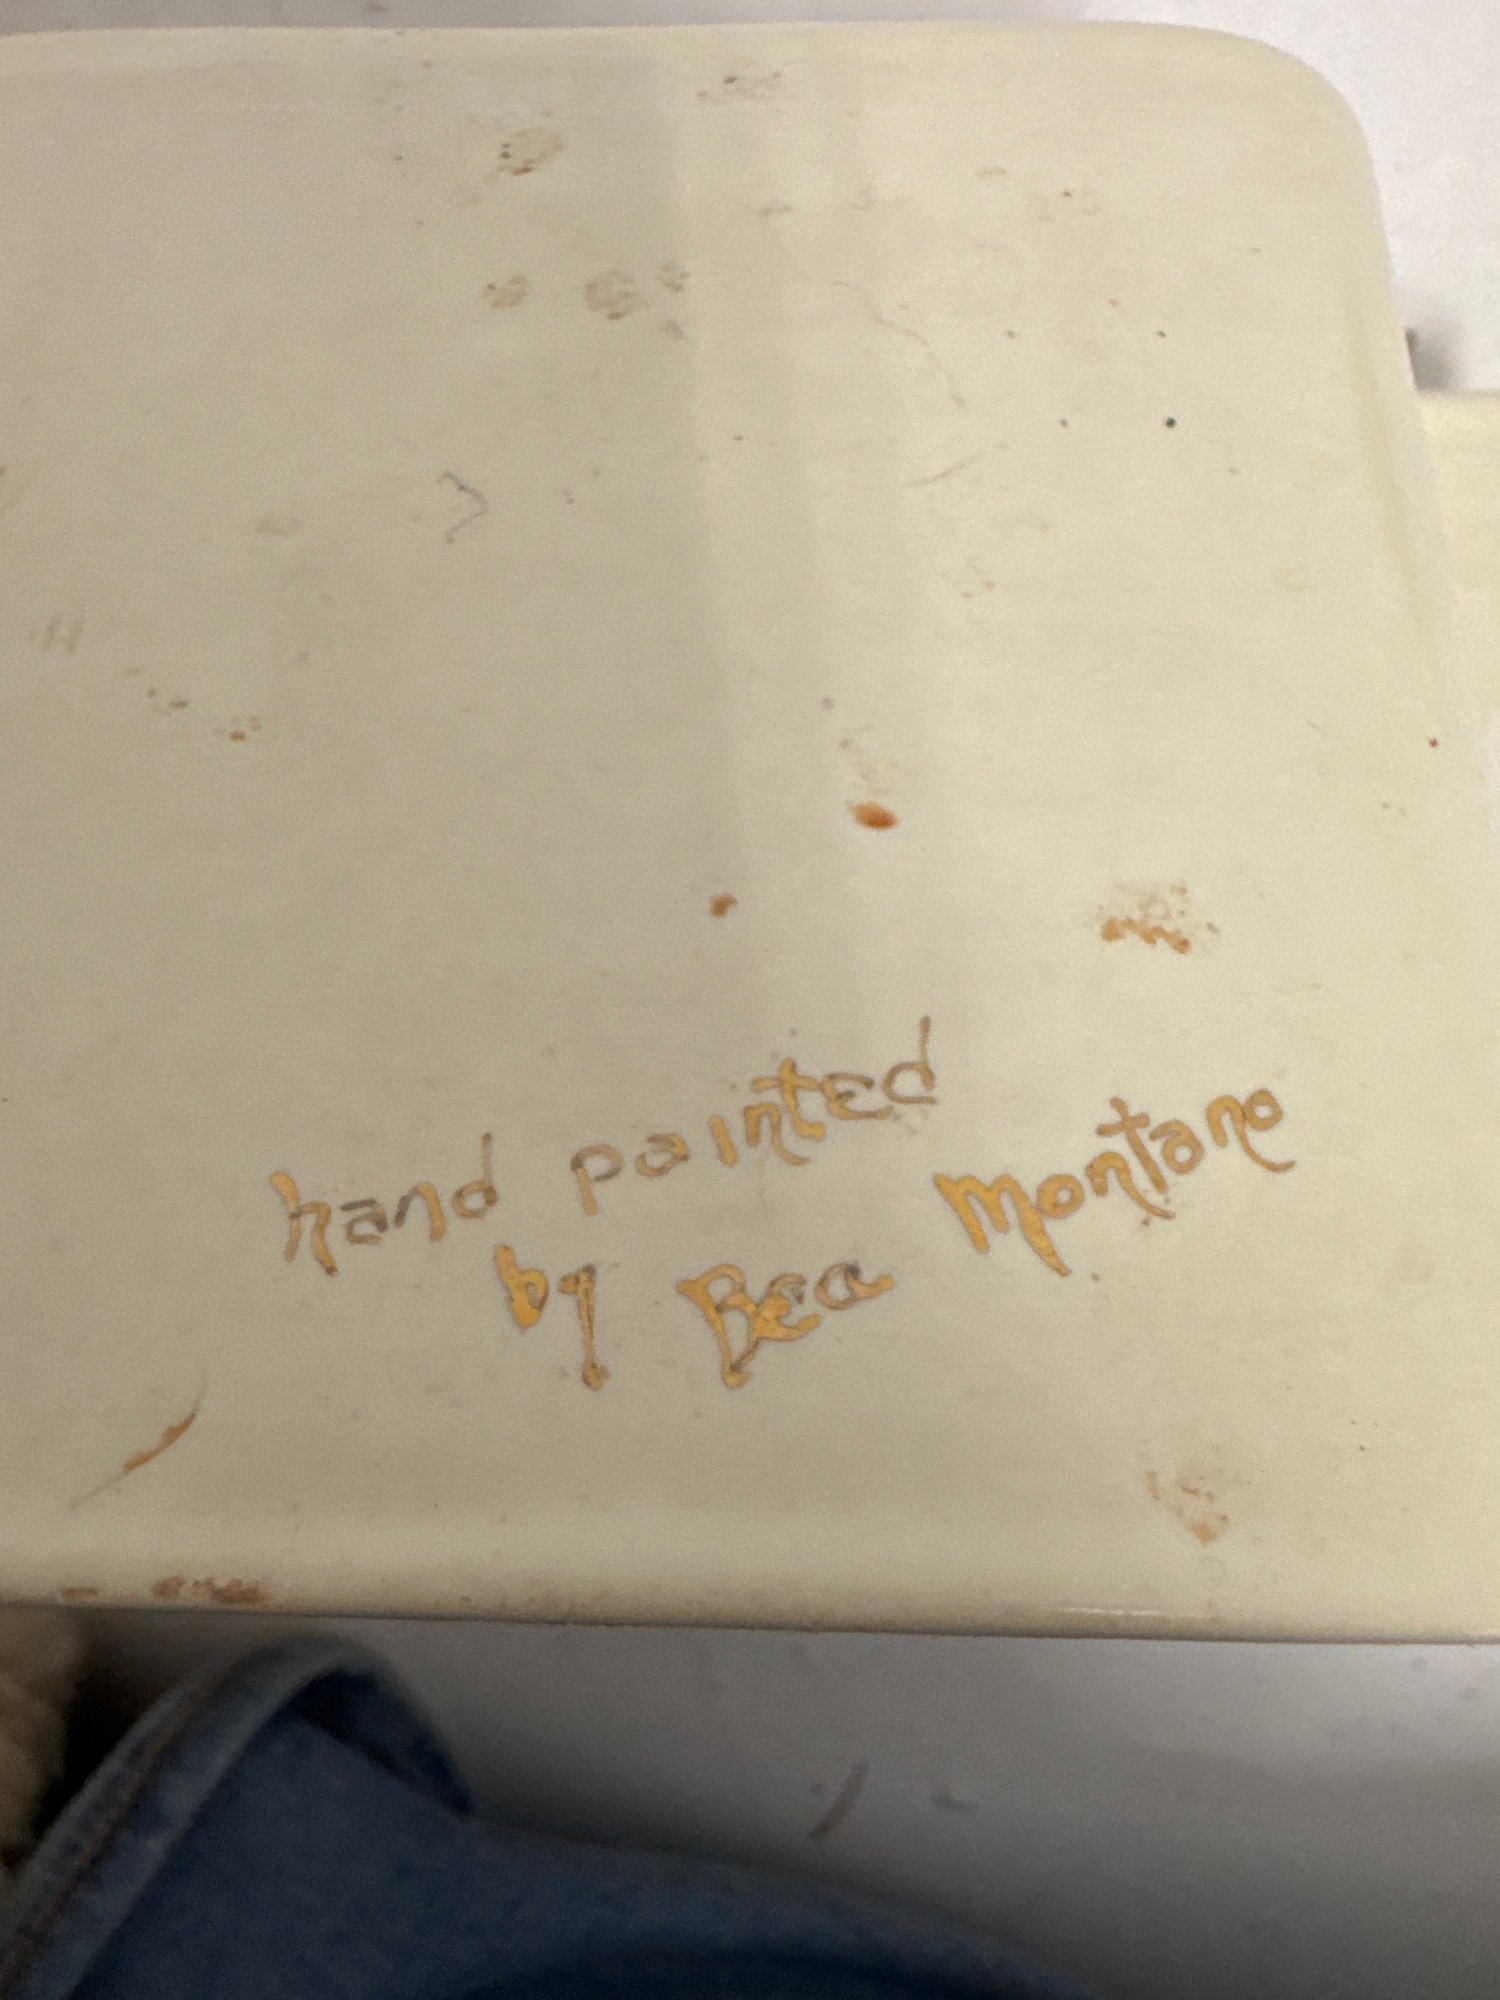 hand painted
by Bea Montano